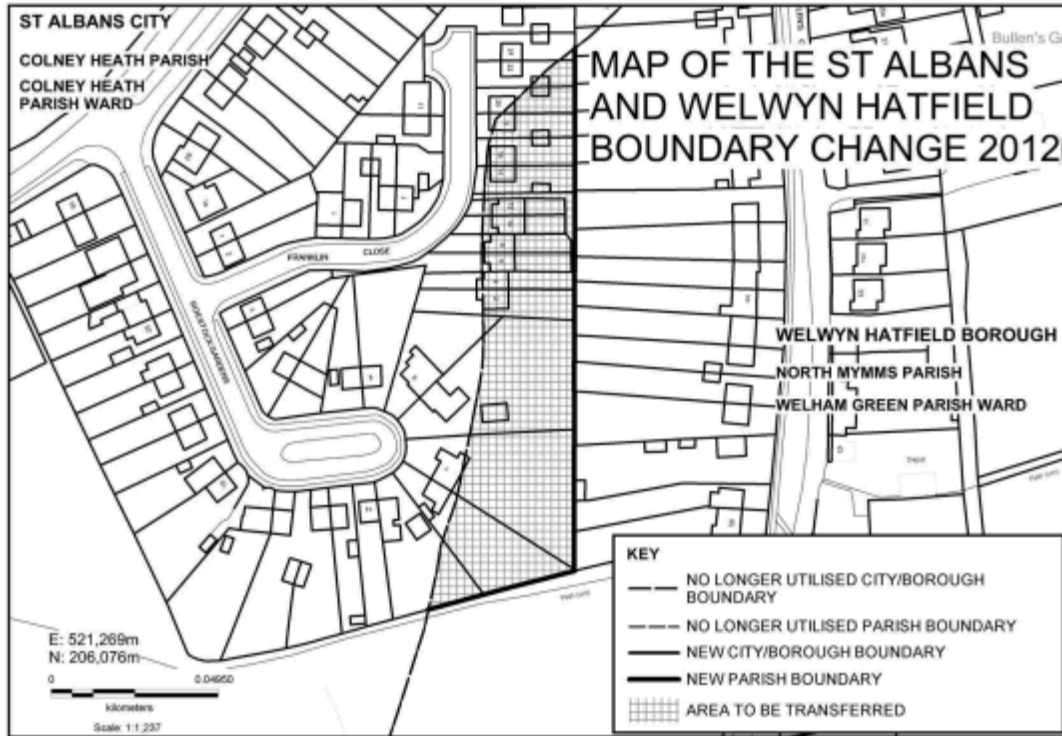 ST ALBANS CITY
COLNEY HEATH PARISH
COLNEY HEATH
PARISH WARD
MAP OF THE ST ALBANS
AND WELWYN HATFIELD
BOUNDARY CHANGE 2012
FRANKLIN CLOSE
WELWYN HATFIELD BOROUGH
NORTH MYMMS PARISH
WELHAM GREEN PARISH WARD
Depot
E: 521,269m
N: 206,076m
0 0.04950
kilometers
Scale: 1:1,237
KEY
NO LONGER UTILISED CITY/BOROUGH
BOUNDARY
NO LONGER UTILISED PARISH BOUNDARY
NEW CITY/BOROUGH BOUNDARY
NEW PARISH BOUNDARY
AREA TO BE TRANSFERRED